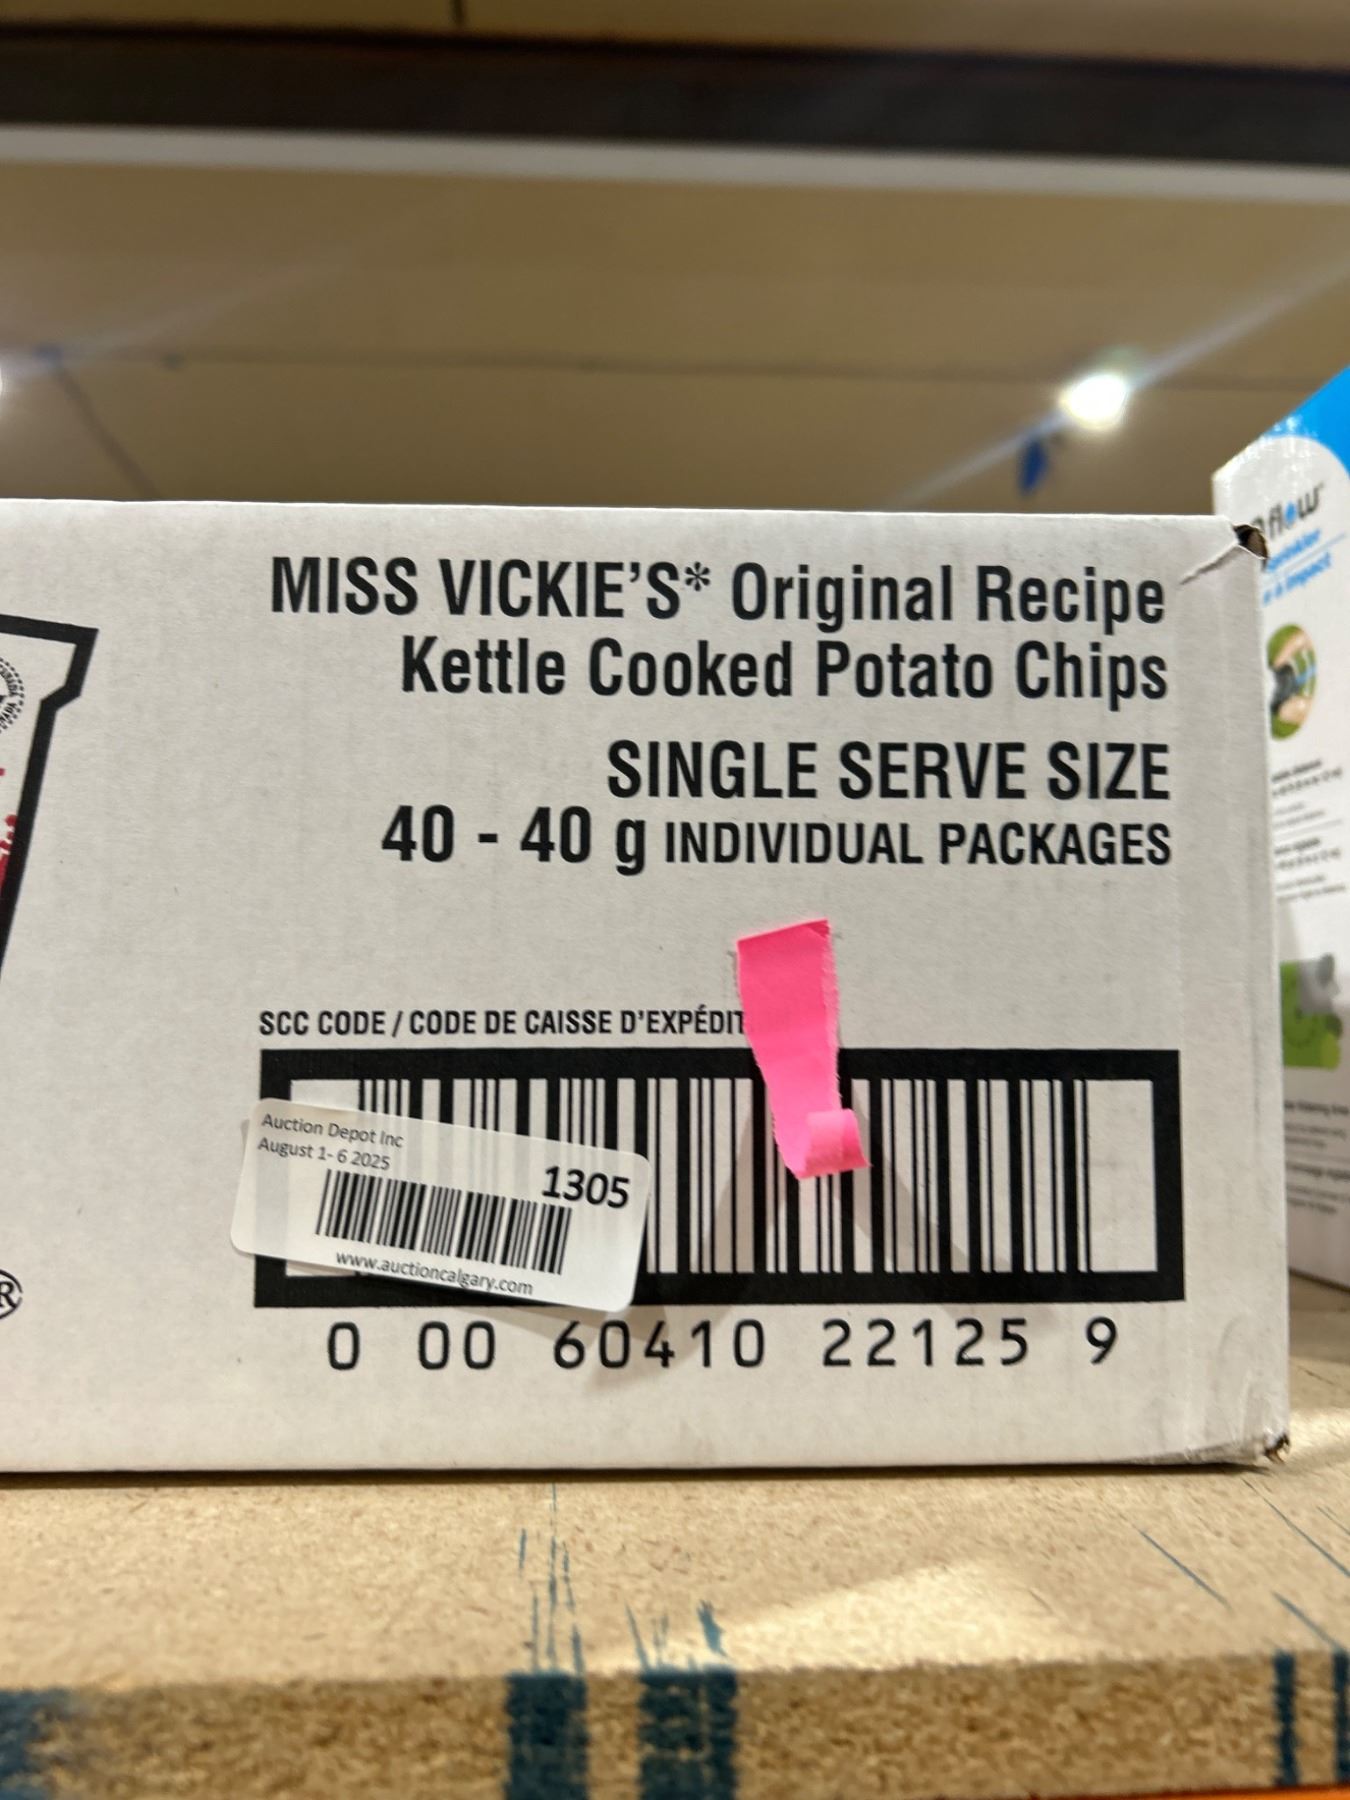 MISS VICKIE'S* Original Recipe
Kettle Cooked Potato Chips
SINGLE SERVE SIZE
40 - 40 g INDIVIDUAL PACKAGES
SCC CODE / CODE DE CAISSE D'EXPÉDIT
Auction Depot Inc
August 1- 6 2025
1305
www.auctioncalgary.com
0 00 60410 22125 9
flow